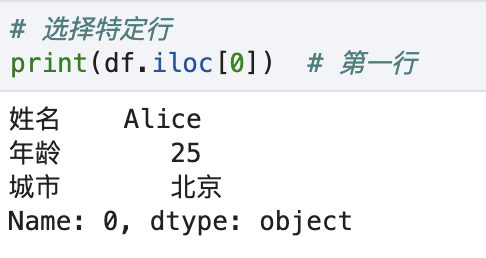 # 选择特定行
print(df.iloc[0])  # 第一行
姓名    Alice
年龄       25
城市       北京
Name: 0, dtype: object